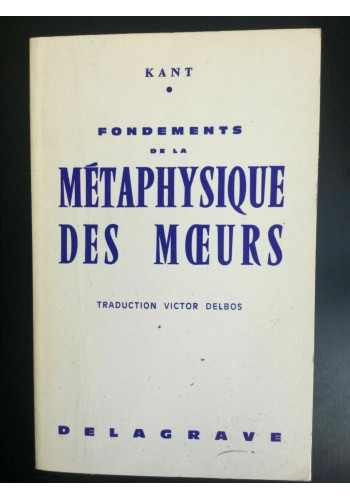 KANT
FONDEMENTS
DE LA
MÉTAPHYSIQUE
DES MŒURS
TRADUCTION VICTOR DELBOS
DELAGRAVE